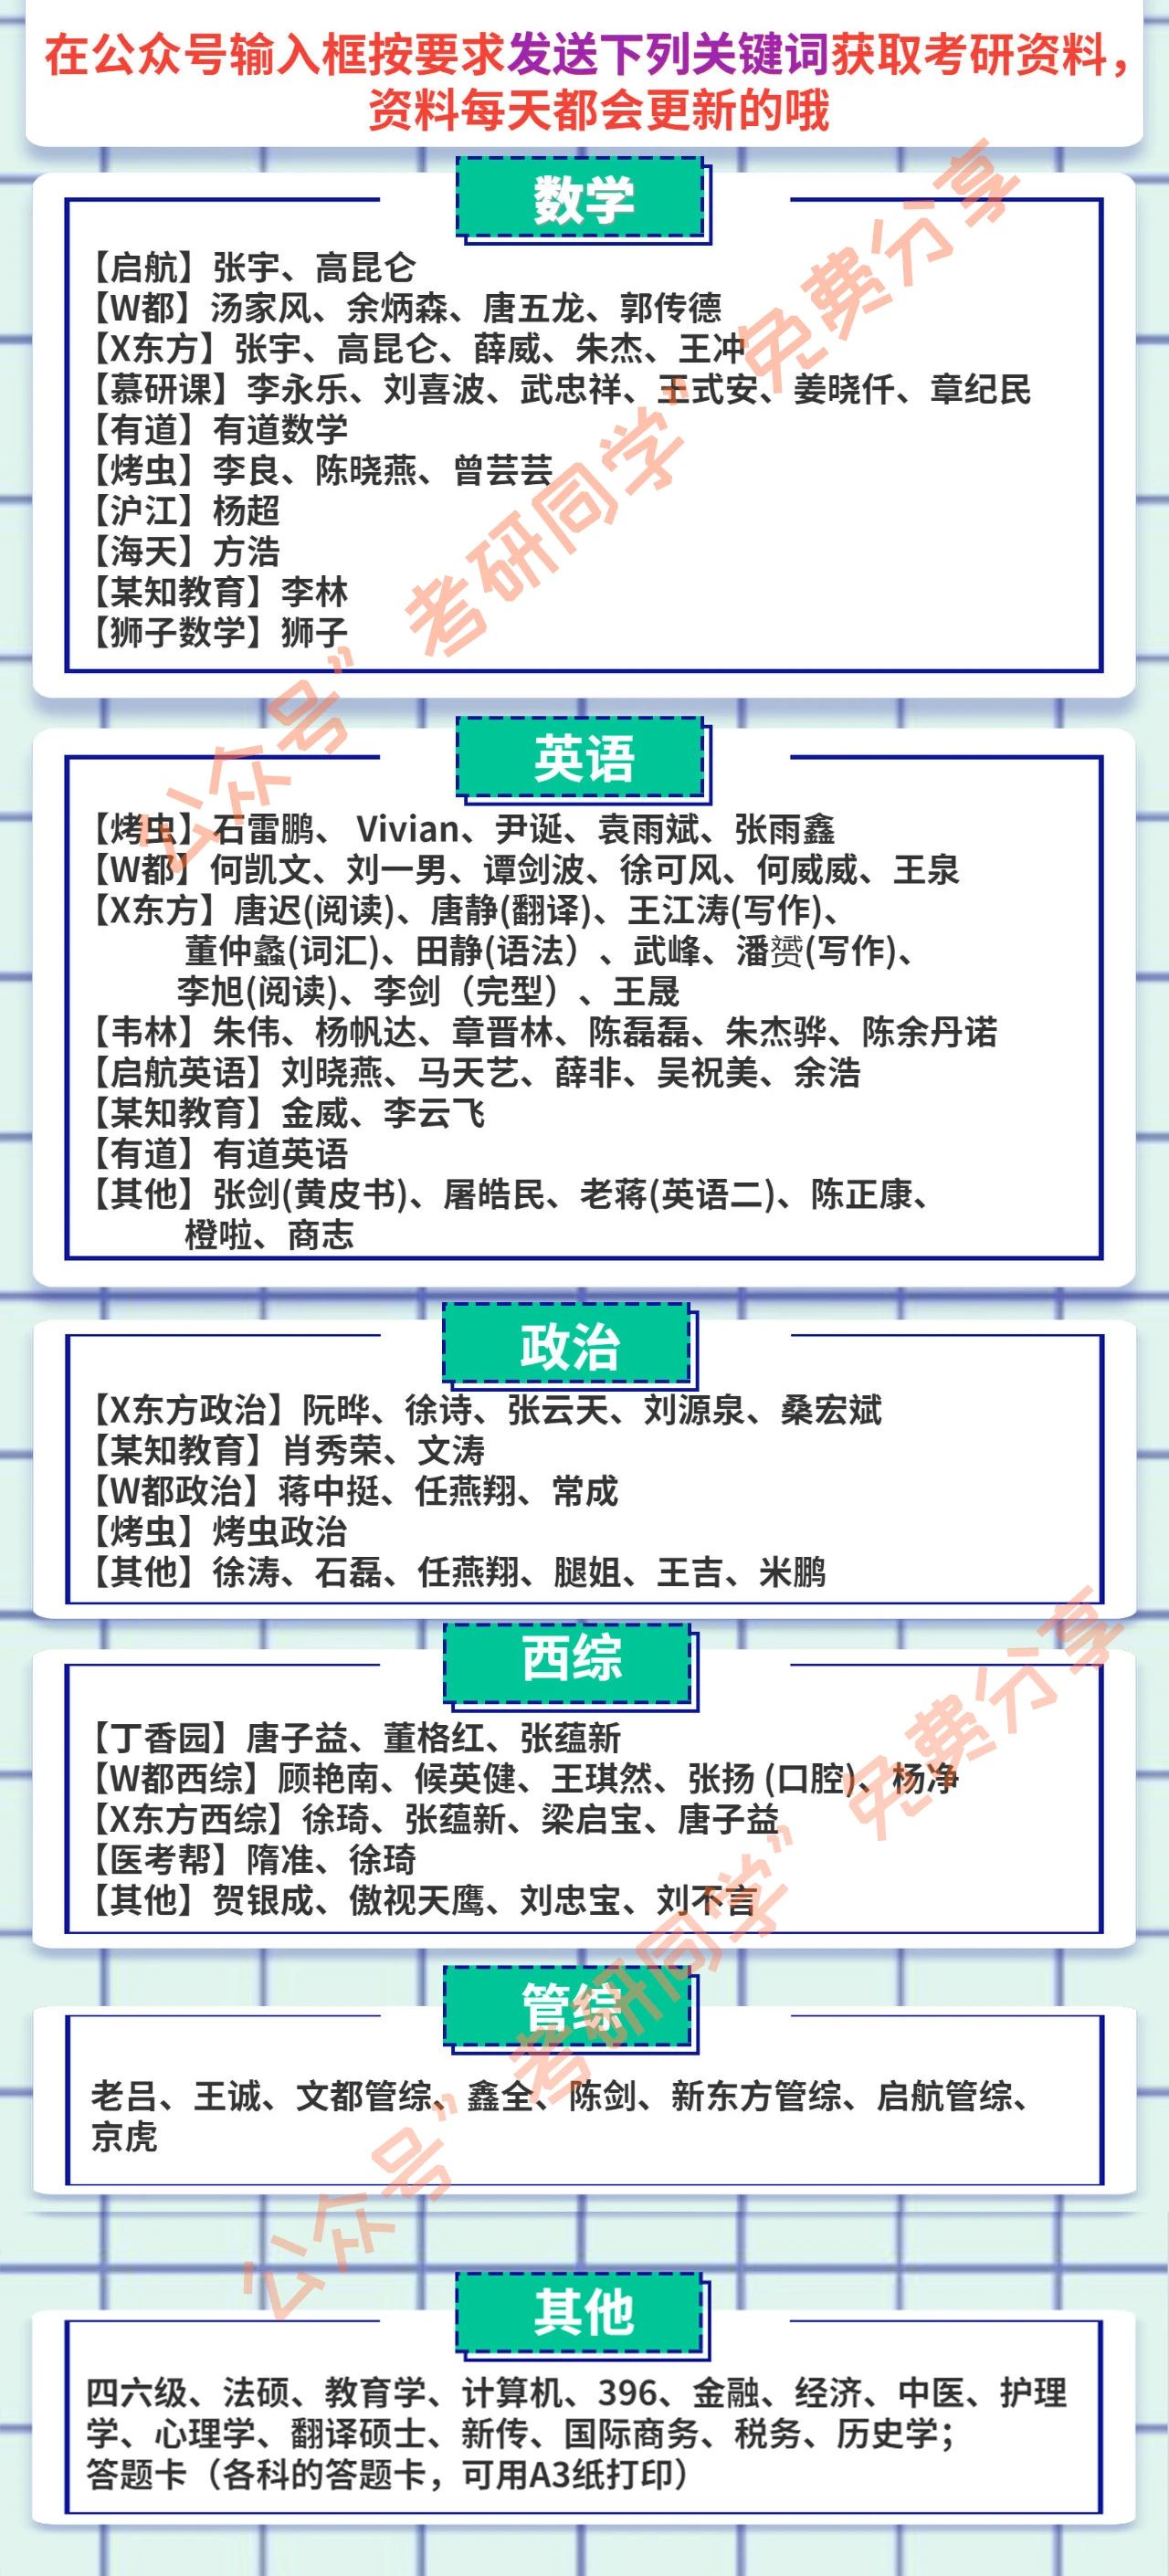 在公众号输入框按要求发送下列关键词获取考研资料，
资料每天都会更新的哦
数学
【启航】张宇、高昆仑
【W都】汤家风、余炳森、唐五龙、郭传德
【X东方】张宇、高昆仑、薛威、朱杰、王冲
【慕研课】李永乐、刘喜波、武忠祥、王式安、姜晓仟、章纪民
【有道】有道数学
【烤虫】李良、陈晓燕、曾芸芸
【沪江】杨超
【海天】方浩
【某知教育】李林
【狮子数学】狮子
英语
【烤虫】石雷鹏、 Vivian、尹诞、袁雨斌、张雨鑫
【W都】何凯文、刘一男、谭剑波、徐可风、何威威、王泉
【X东方】唐迟(阅读)、唐静(翻译)、王江涛(写作)、
董仲蠡(词汇)、田静(语法）、武峰、潘赟(写作)、
李旭(阅读)、李剑（完型）、王晟
【韦林】朱伟、杨帆达、章晋林、陈磊磊、朱杰骅、陈余丹诺
【启航英语】刘晓燕、马天艺、薛非、吴祝美、余浩
【某知教育】金威、李云飞
【有道】有道英语
【其他】张剑(黄皮书)、屠皓民、老蒋(英语二)、陈正康、
橙啦、商志
政治
【X东方政治】阮晔、徐诗、张云天、刘源泉、桑宏斌
【某知教育】肖秀荣、文涛
【W都政治】蒋中挺、任燕翔、常成
【烤虫】烤虫政治
【其他】徐涛、石磊、任燕翔、腿姐、王吉、米鹏
西综
【丁香园】唐子益、董格红、张蕴新
【W都西综】顾艳南、候英健、王琪然、张扬 (口腔)、杨净
【X东方西综】徐琦、张蕴新、梁启宝、唐子益
【医考帮】隋准、徐琦
【其他】贺银成、傲视天鹰、刘忠宝、刘不言
管综
老吕、王诚、文都管综、鑫全、陈剑、新东方管综、启航管综、
京虎
其他
四六级、法硕、教育学、计算机、396、金融、经济、中医、护理
学、心理学、翻译硕士、新传、国际商务、税务、历史学；
答题卡（各科的答题卡，可用A3纸打印）
公众号”考研同学”免费分享
公众号”考研同学”免费分享